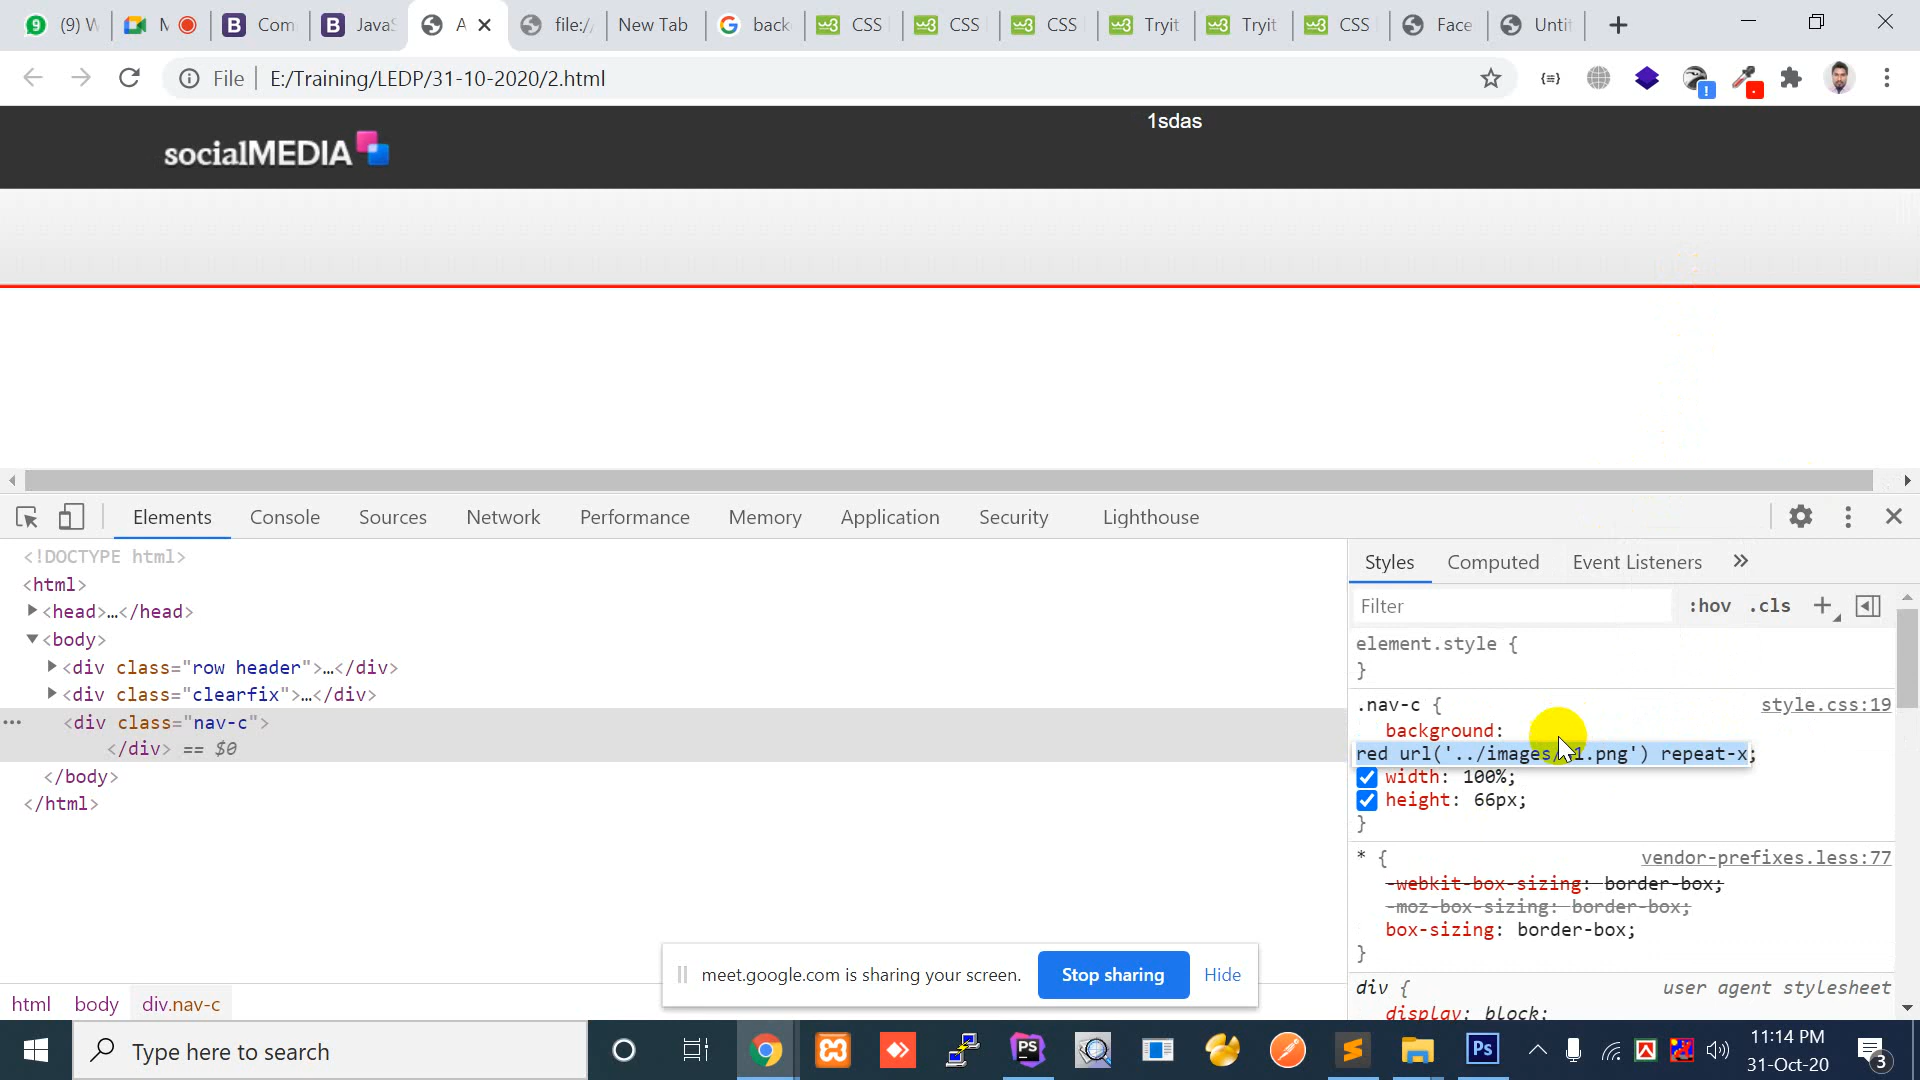 (9) W
M
Com
JavaS
A
file:/
New Tab
back
CSS
CSS
CSS
Tryit
Tryit
CSS
Face
Untit
File
E:/Training/LEDP/31-10-2020/2.html
1sdas
socialMEDIA
Elements
Console
Sources
Network
Performance
Memory
Application
Security
Lighthouse
<!DOCTYPE html>
<html>
<head>…</head>
<body>
<div class="row header">…</div>
<div class="clearfix">…</div>
<div class="nav-c">
</div> == $0
</body>
</html>
Styles
Computed
Event Listeners
Filter
:hov
.cls
element.style {
}
.nav-c {
style.css:19
background:
red url('../images/ 1.png') repeat-x;
width: 100%;
height: 66px;
}
* {
vendor-prefixes.less:77
-webkit-box-sizing: border-box;
-moz-box-sizing: border-box;
box-sizing: border-box;
}
div {
user agent stylesheet
display: block;
meet.google.com is sharing your screen.
Stop sharing
Hide
html
body
div.nav-c
Type here to search
PS
Ps
11:14 PM
31-Oct-20
3